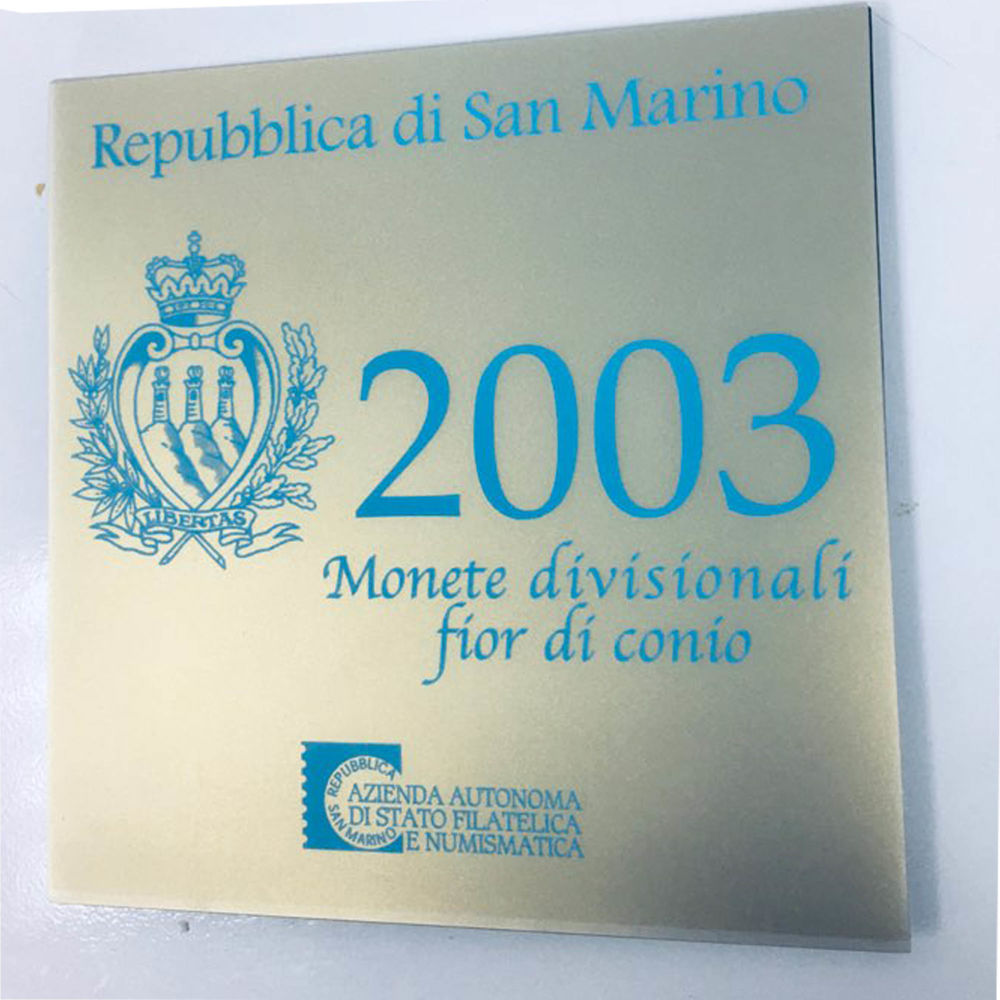 Repubblica di San Marino
LIBERTAS
2003
Monete divisionali
fior di conio
REPUBBLICA
SAN MARINO
AZIENDA AUTONOMA
DI STATO FILATELICA
E NUMISMATICA